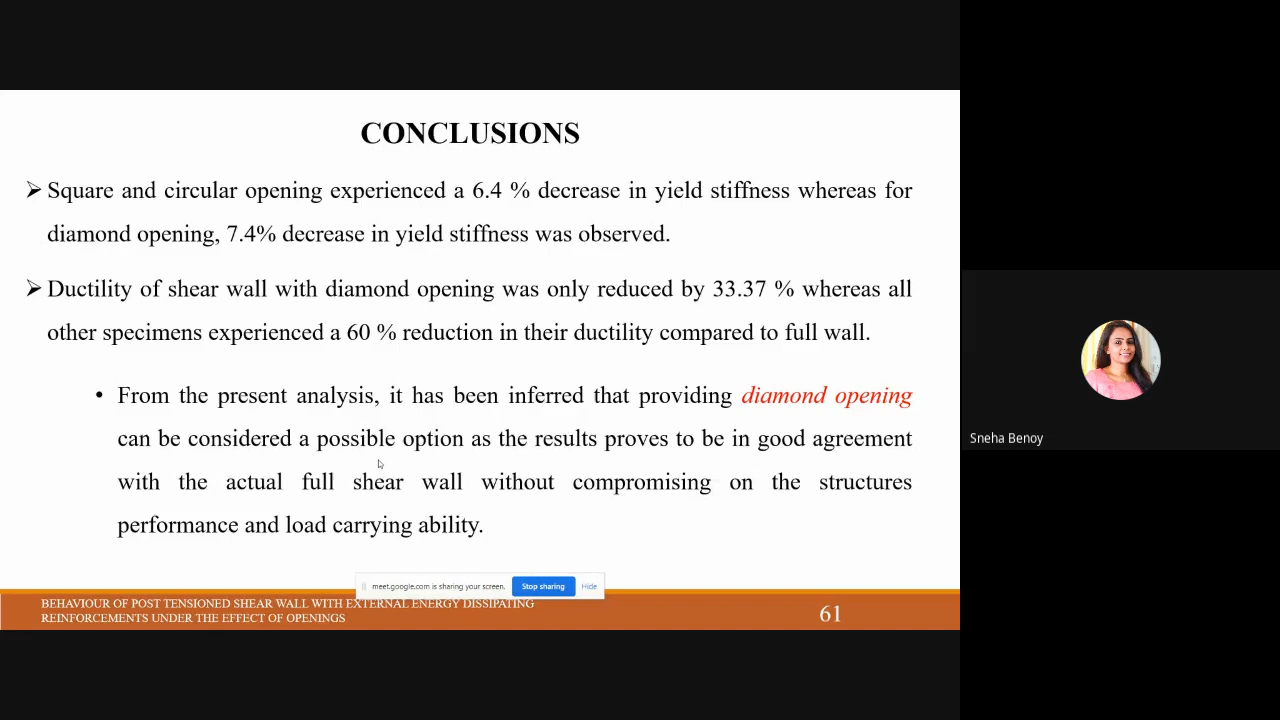 CONCLUSIONS
➢ Square and circular opening experienced a 6.4 % decrease in yield stiffness whereas for
diamond opening, 7.4% decrease in yield stiffness was observed.
➢ Ductility of shear wall with diamond opening was only reduced by 33.37 % whereas all
other specimens experienced a 60 % reduction in their ductility compared to full wall.
• From the present analysis, it has been inferred that providing diamond opening
can be considered a possible option as the results proves to be in good agreement
with the actual full shear wall without compromising on the structures
performance and load carrying ability.
meet.google.com is sharing your screen. Stop sharing Hide
BEHAVIOUR OF POST TENSIONED SHEAR WALL WITH EXTERNAL ENERGY DISSIPATING
REINFORCEMENTS UNDER THE EFFECT OF OPENINGS
61
Sneha Benoy